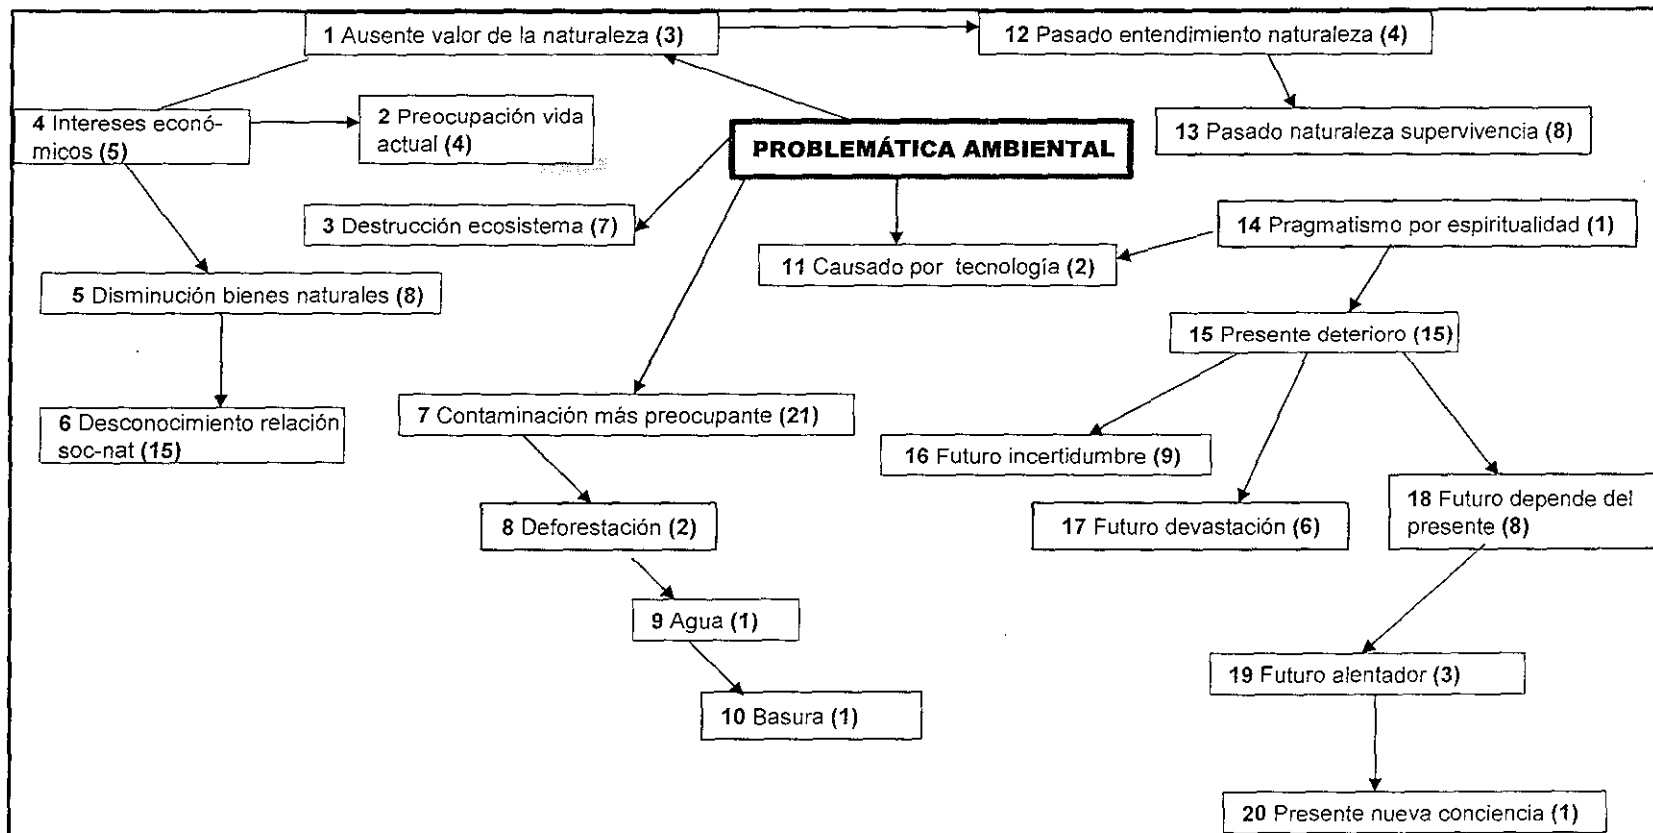 1 Ausente valor de la naturaleza (3)
12 Pasado entendimiento naturaleza (4)
4 Intereses econó-
micos (5)
2 Preocupación vida
actual (4)
PROBLEMÁTICA AMBIENTAL
13 Pasado naturaleza supervivencia (8)
3 Destrucción ecosistema (7)
14 Pragmatismo por espiritualidad (1)
11 Causado por tecnología (2)
5 Disminución bienes naturales (8)
15 Presente deterioro (15)
6 Desconocimiento relación
soc-nat (15)
7 Contaminación más preocupante (21)
16 Futuro incertidumbre (9)
8 Deforestación (2)
17 Futuro devastación (6)
18 Futuro depende del
presente (8)
9 Agua (1)
19 Futuro alentador (3)
10 Basura (1)
20 Presente nueva conciencia (1)